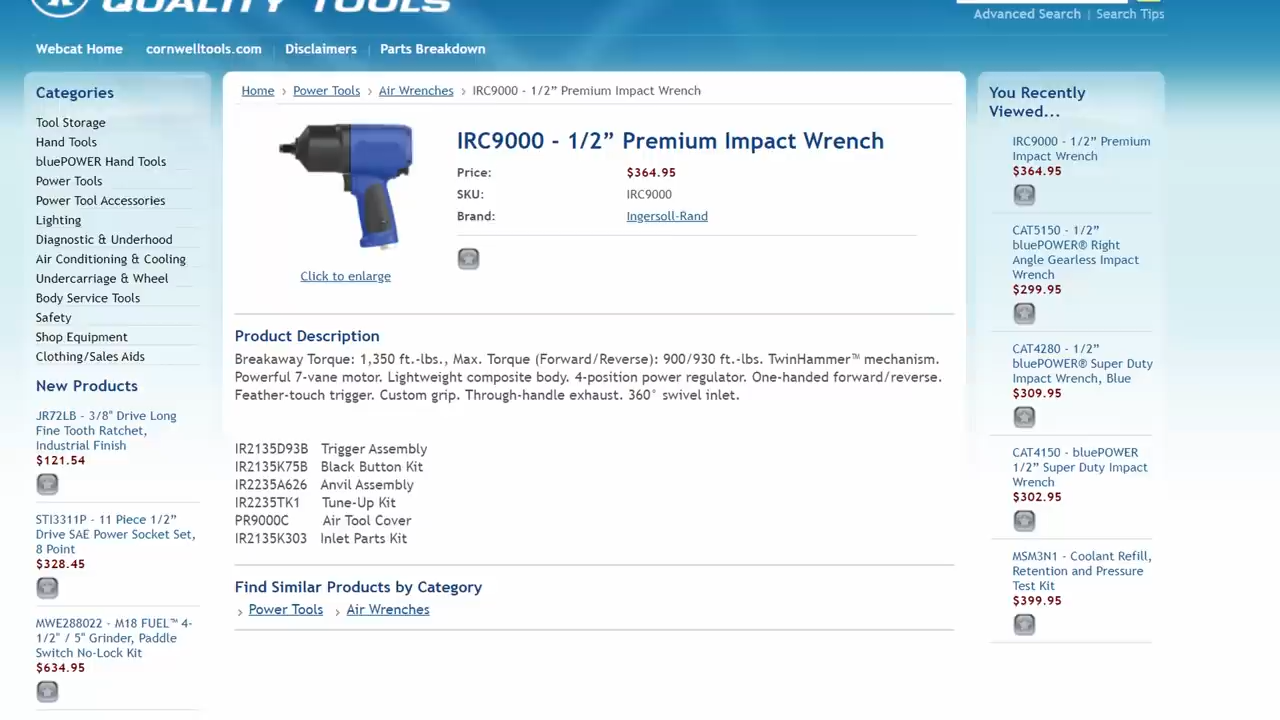 QUALITY TOOLS
Advanced Search | Search Tips
Webcat Home | cornwelltools.com | Disclaimers | Parts Breakdown
Categories
Tool Storage
Hand Tools
bluePOWER Hand Tools
Power Tools
Power Tool Accessories
Lighting
Diagnostic & Underhood
Air Conditioning & Cooling
Undercarriage & Wheel
Body Service Tools
Safety
Shop Equipment
Clothing/Sales Aids
New Products
JR72LB - 3/8" Drive Long
Fine Tooth Ratchet,
Industrial Finish
$121.54
STI3311P - 11 Piece 1/2”
Drive SAE Power Socket Set,
8 Point
$328.45
MWE288022 - M18 FUEL™ 4-
1/2" / 5" Grinder, Paddle
Switch No-Lock Kit
$634.95
Home › Power Tools › Air Wrenches › IRC9000 - 1/2” Premium Impact Wrench
IRC9000 - 1/2” Premium Impact Wrench
Price: $364.95
SKU: IRC9000
Brand: Ingersoll-Rand
Click to enlarge
Product Description
Breakaway Torque: 1,350 ft.-lbs., Max. Torque (Forward/Reverse): 900/930 ft.-lbs. TwinHammer™ mechanism.
Powerful 7-vane motor. Lightweight composite body. 4-position power regulator. One-handed forward/reverse.
Feather-touch trigger. Custom grip. Through-handle exhaust. 360° swivel inlet.
IR2135D93B Trigger Assembly
IR2135K75B Black Button Kit
IR2235A626 Anvil Assembly
IR2235TK1 Tune-Up Kit
PR9000C Air Tool Cover
IR2135K303 Inlet Parts Kit
Find Similar Products by Category
› Power Tools › Air Wrenches
You Recently
Viewed...
IRC9000 - 1/2” Premium
Impact Wrench
$364.95
CAT5150 - 1/2”
bluePOWER® Right
Angle Gearless Impact
Wrench
$299.95
CAT4280 - 1/2”
bluePOWER® Super Duty
Impact Wrench, Blue
$309.95
CAT4150 - bluePOWER
1/2” Super Duty Impact
Wrench
$302.95
MSM3N1 - Coolant Refill,
Retention and Pressure
Test Kit
$399.95